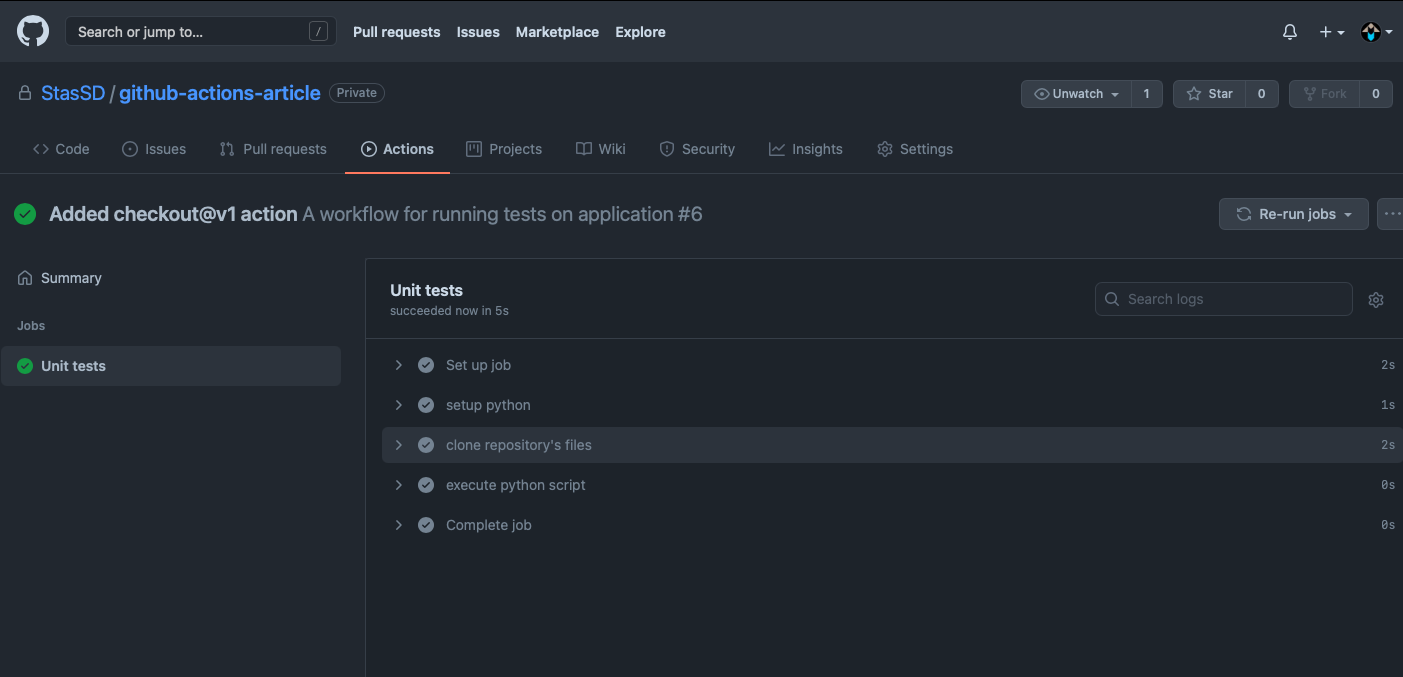 Search or jump to... / Pull requests Issues Marketplace Explore
StasSD / github-actions-article Private Unwatch 1 Star 0 Fork 0
Code Issues Pull requests Actions Projects Wiki Security Insights Settings
Added checkout@v1 action A workflow for running tests on application #6 Re-run jobs ...
Summary
Jobs
Unit tests
Unit tests
succeeded now in 5s
Search logs
Set up job 2s
setup python 1s
clone repository's files 2s
execute python script 0s
Complete job 0s